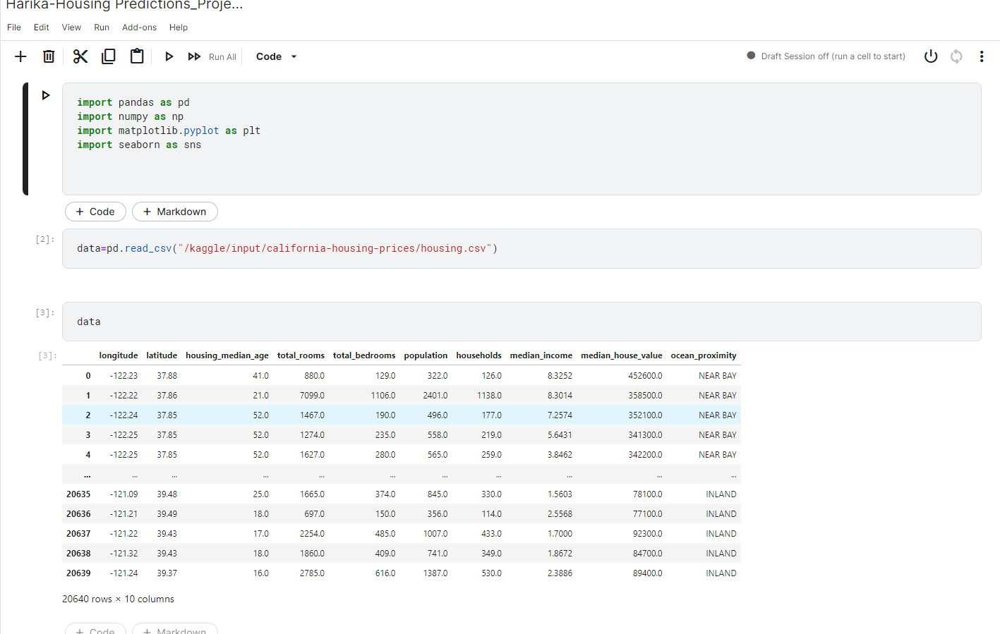 Harika-Housing Predictions_Proje...
File Edit View Run Add-ons Help
Run All Code Draft Session off (run a cell to start)
import pandas as pd
import numpy as np
import matplotlib.pyplot as plt
import seaborn as sns
+ Code + Markdown
[2]: data=pd.read_csv("/kaggle/input/california-housing-prices/housing.csv")
[3]: data
[3]: longitude latitude housing_median_age total_rooms total_bedrooms population households median_income median_house_value ocean_proximity
0 -122.23 37.88 41.0 880.0 129.0 322.0 126.0 8.3252 452600.0 NEAR BAY
1 -122.22 37.86 21.0 7099.0 1106.0 2401.0 1138.0 8.3014 358500.0 NEAR BAY
2 -122.24 37.85 52.0 1467.0 190.0 496.0 177.0 7.2574 352100.0 NEAR BAY
3 -122.25 37.85 52.0 1274.0 235.0 558.0 219.0 5.6431 341300.0 NEAR BAY
4 -122.25 37.85 52.0 1627.0 280.0 565.0 259.0 3.8462 342200.0 NEAR BAY
... ... ... ... ... ... ... ... ... ... ...
20635 -121.09 39.48 25.0 1665.0 374.0 845.0 330.0 1.5603 78100.0 INLAND
20636 -121.21 39.49 18.0 697.0 150.0 356.0 114.0 2.5568 77100.0 INLAND
20637 -121.22 39.43 17.0 2254.0 485.0 1007.0 433.0 1.7000 92300.0 INLAND
20638 -121.32 39.43 18.0 1860.0 409.0 741.0 349.0 1.8672 84700.0 INLAND
20639 -121.24 39.37 16.0 2785.0 616.0 1387.0 530.0 2.3886 89400.0 INLAND
20640 rows × 10 columns
+ Code + Markdown